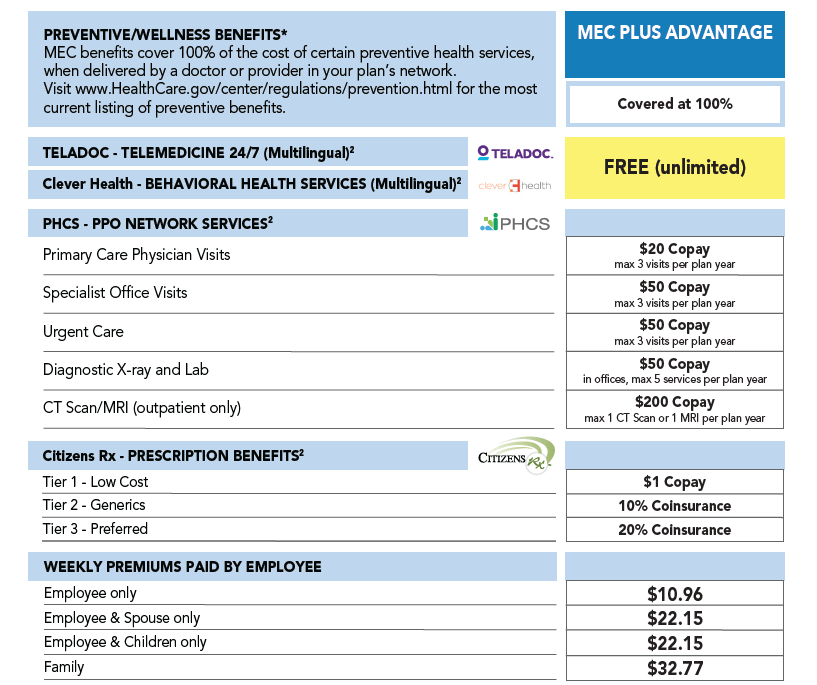 PREVENTIVE/WELLNESS BENEFITS*
MEC benefits cover 100% of the cost of certain preventive health services,
when delivered by a doctor or provider in your plan's network.
Visit www.HealthCare.gov/center/regulations/prevention.html for the most
current listing of preventive benefits.
MEC PLUS ADVANTAGE
Covered at 100%
TELADOC - TELEMEDICINE 24/7 (Multilingual)²
TELADOC.
Clever Health - BEHAVIORAL HEALTH SERVICES (Multilingual)²
clever CH health
FREE (unlimited)
PHCS - PPO NETWORK SERVICES²
PHCS
Primary Care Physician Visits
$20 Copay
max 3 visits per plan year
Specialist Office Visits
$50 Copay
max 3 visits per plan year
Urgent Care
$50 Copay
max 3 visits per plan year
Diagnostic X-ray and Lab
$50 Copay
in offices, max 5 services per plan year
CT Scan/MRI (outpatient only)
$200 Copay
max 1 CT Scan or 1 MRI per plan year
Citizens Rx - PRESCRIPTION BENEFITS²
CITIZENS Rx
Tier 1 - Low Cost
$1 Copay
Tier 2 - Generics
10% Coinsurance
Tier 3 - Preferred
20% Coinsurance
WEEKLY PREMIUMS PAID BY EMPLOYEE
Employee only
$10.96
Employee & Spouse only
$22.15
Employee & Children only
$22.15
Family
$32.77